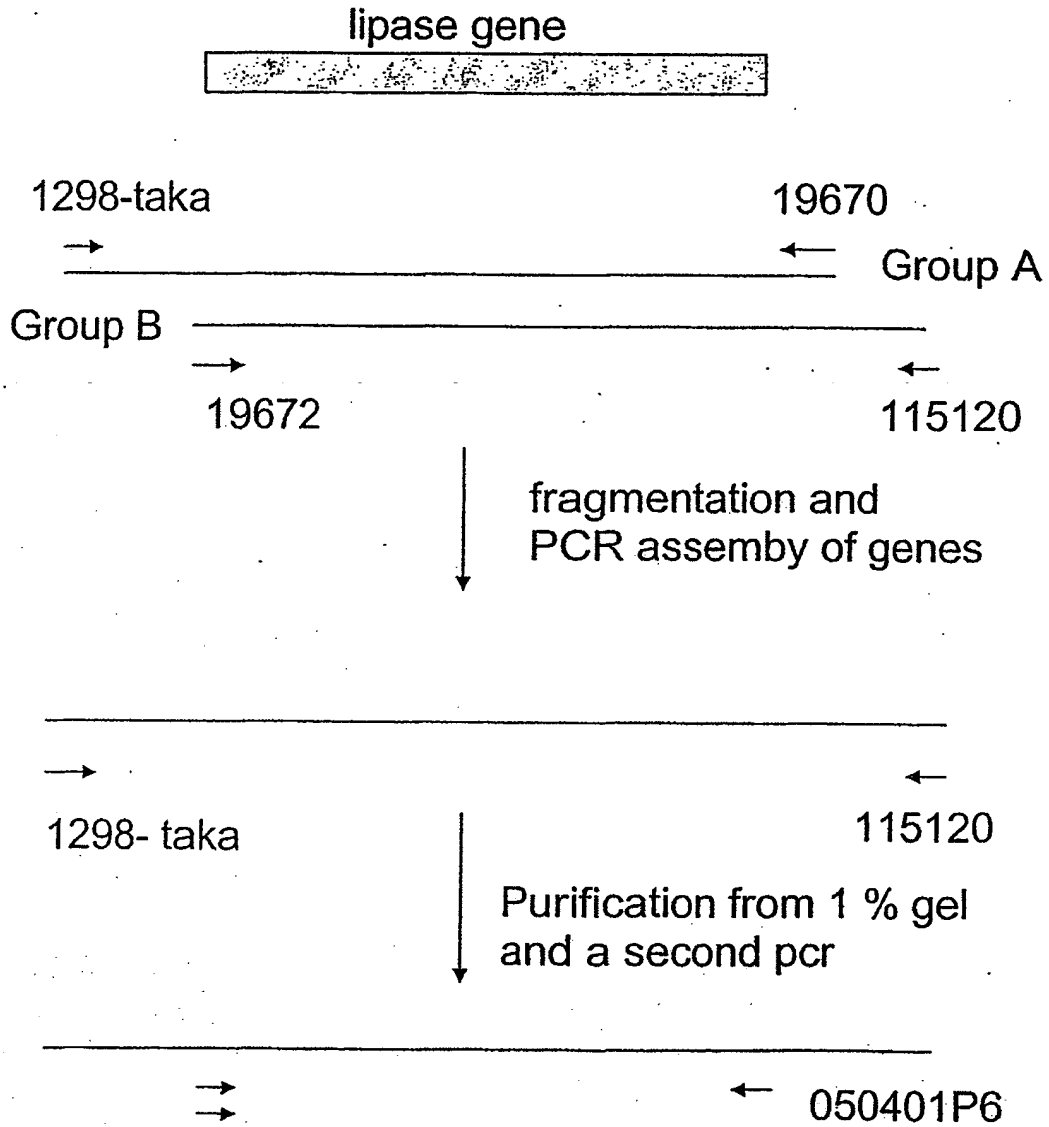 lipase gene
1298-taka
19670
Group A
Group B
19672
115120
fragmentation and
PCR assemby of genes
1298- taka
115120
Purification from 1 % gel
and a second pcr
050401P6